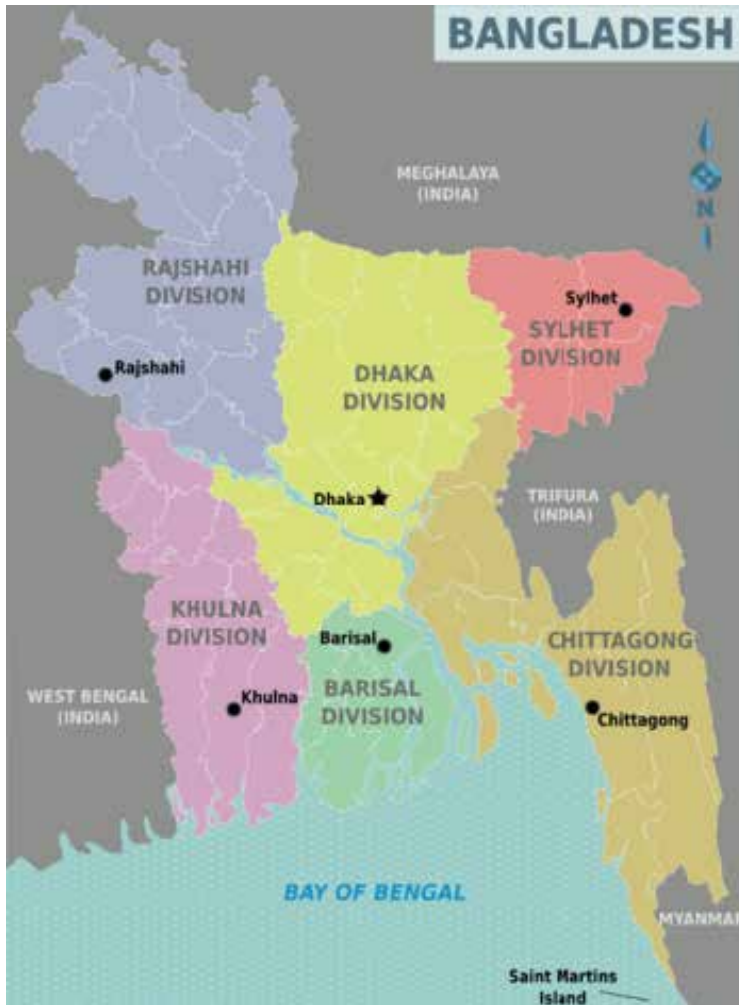 BANGLADESH
MEGHALAYA
(INDIA)
N
RAJSHAHI
DIVISION
Sylhet
SYLHET
DIVISION
Rajshahi
DHAKA
DIVISION
Dhaka
TRIFURA
(INDIA)
KHULNA
DIVISION
Barisal
CHITTAGONG
DIVISION
WEST BENGAL
(INDIA)
Khulna
BARISAL
DIVISION
Chittagong
BAY OF BENGAL
MYANMAR
Saint Martins
Island